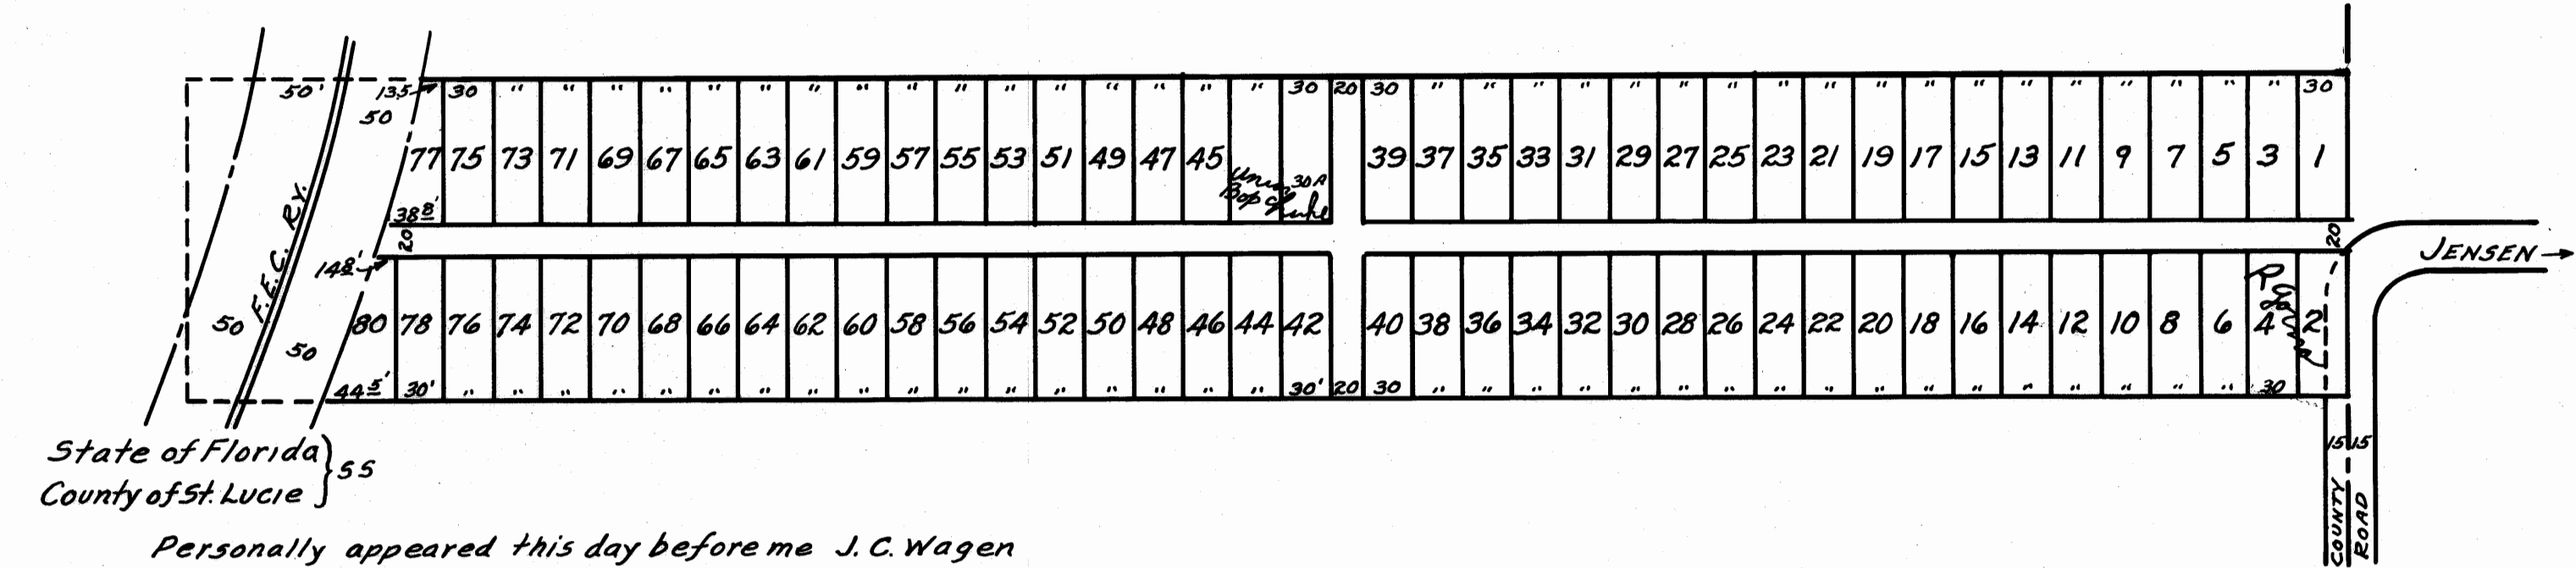 50' 135 30 " " " " " " " " " " " " " " " " 30 20 30 " " " " " " " " " " " " " " " " " " 30
50
77 75 73 71 69 67 65 63 61 59 57 55 53 51 49 47 45 39 37 35 33 31 29 27 25 23 21 19 17 15 13 11 9 7 5 3 1
30A
38 8'
20
20
F.E.C. RY.
JENSEN
14 8'
50 80 78 76 74 72 70 68 66 64 62 60 58 56 54 52 50 48 46 44 42 40 38 36 34 32 30 28 26 24 22 20 18 16 14 12 10 8 6 4 2
50
44 5' 30' " " " " " " " " " " " " " " " " " 30' 20 30 " " " " " " " " " " " " " " " " " 30
15 15
COUNTY ROAD
State of Florida } SS
County of St. Lucie
Personally appeared this day before me J. C. Wagen